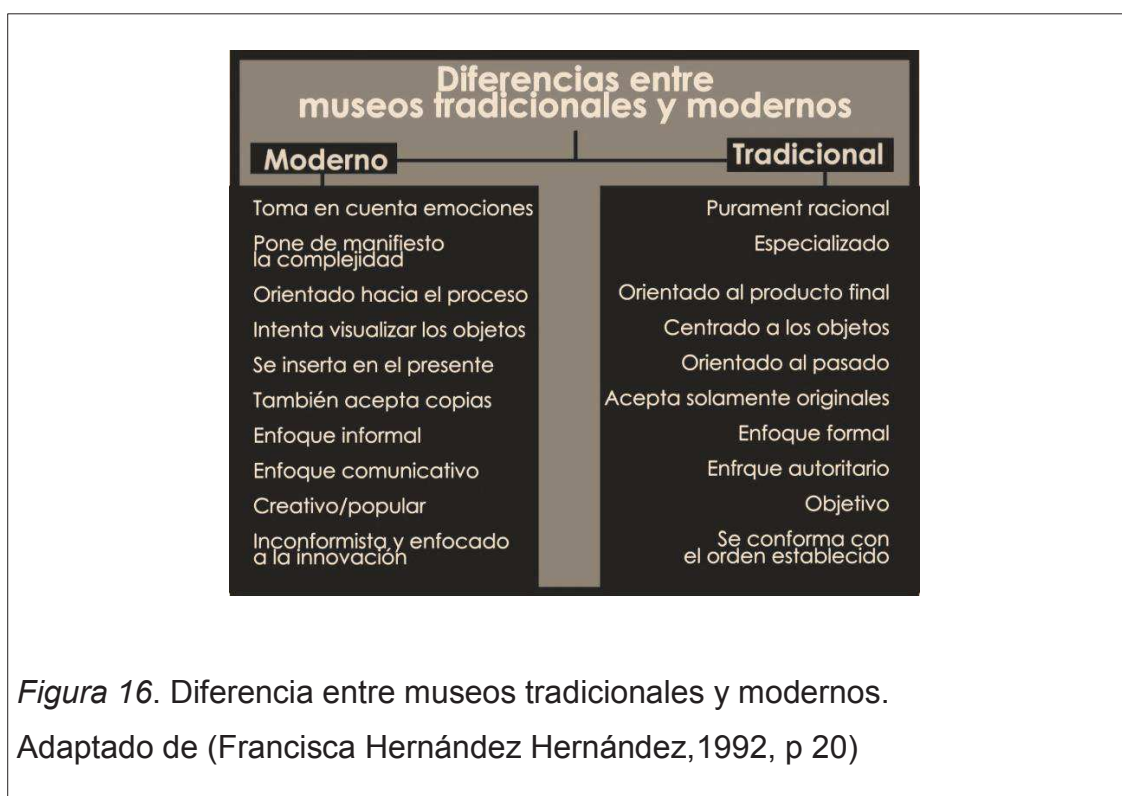 Diferencias entre
museos tradicionales y modernos
Moderno
Tradicional
Toma en cuenta emociones
Pone de manifiesto
la complejidad
Orientado hacia el proceso
Intenta visualizar los objetos
Se inserta en el presente
También acepta copias
Enfoque informal
Enfoque comunicativo
Creativo/popular
Inconformista y enfocado
a la innovación
Purament racional
Especializado
Orientado al producto final
Centrado a los objetos
Orientado al pasado
Acepta solamente originales
Enfoque formal
Enfrque autoritario
Objetivo
Se conforma con
el orden establecido
Figura 16. Diferencia entre museos tradicionales y modernos.
Adaptado de (Francisca Hernández Hernández,1992, p 20)